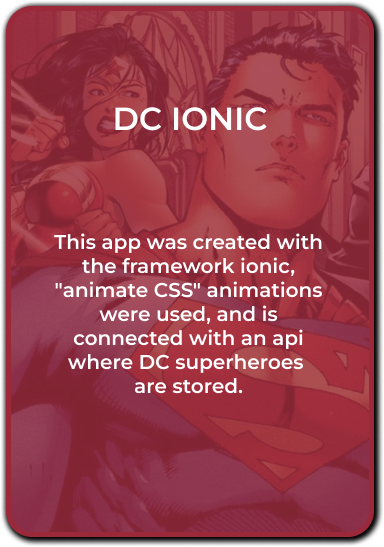 DC IONIC
This app was created with
the framework ionic,
"animate CSS" animations
were used, and is
connected with an api
where DC superheroes
are stored.